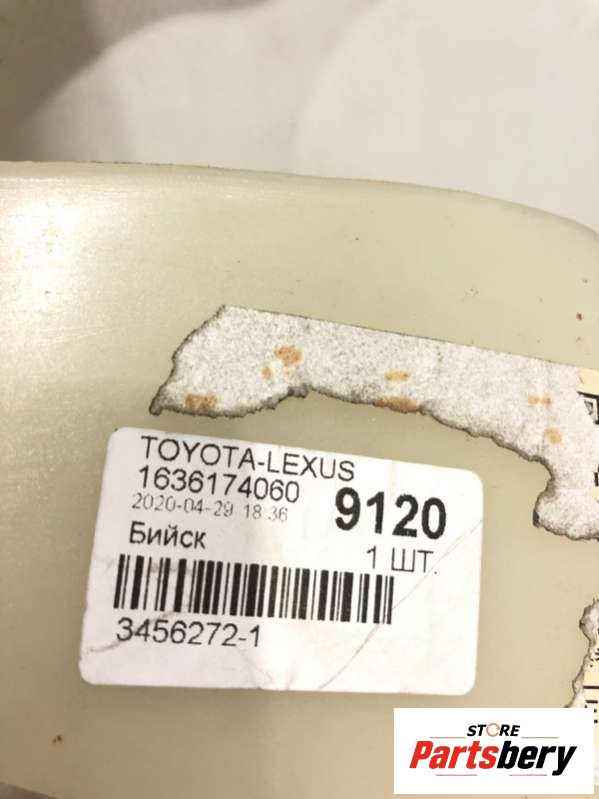 TOYOTA-LEXUS
1636174060
2020-04-29 18:36
9120
Бийск
1 ШТ.
3456272-1
STORE
Partsbery